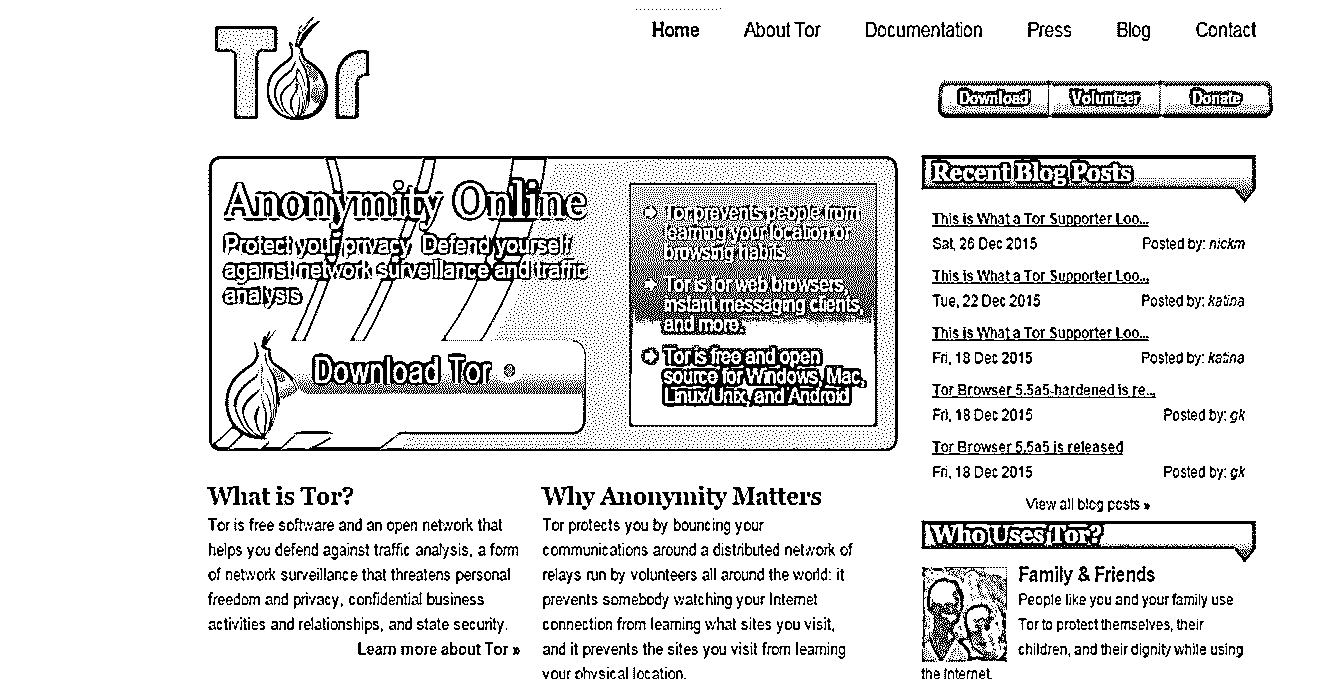 Tor
Home About Tor Documentation Press Blog Contact
Download Volunteer Donate
Anonymity Online
Protect your privacy. Defend yourself
against network surveillance and traffic
analysis.
Download Tor
Tor prevents people from
learning your location or
browsing habits.
Tor is for web browsers,
instant messaging clients,
and more.
Tor is free and open
source for Windows, Mac,
Linux/Unix, and Android
Recent Blog Posts
This is What a Tor Supporter Loo...
Sat, 26 Dec 2015 Posted by: nickm
This is What a Tor Supporter Loo...
Tue, 22 Dec 2015 Posted by: katina
This is What a Tor Supporter Loo...
Fri, 18 Dec 2015 Posted by: katina
Tor Browser 5.5a5-hardened is re...
Fri, 18 Dec 2015 Posted by: gk
Tor Browser 5.5a5 is released
Fri, 18 Dec 2015 Posted by: gk
View all blog posts »
What is Tor?
Tor is free software and an open network that
helps you defend against traffic analysis, a form
of network surveillance that threatens personal
freedom and privacy, confidential business
activities and relationships, and state security.
Learn more about Tor »
Why Anonymity Matters
Tor protects you by bouncing your
communications around a distributed network of
relays run by volunteers all around the world: it
prevents somebody watching your Internet
connection from learning what sites you visit,
and it prevents the sites you visit from learning
your physical location.
Who Uses Tor?
Family & Friends
People like you and your family use
Tor to protect themselves, their
children, and their dignity while using
the Internet.